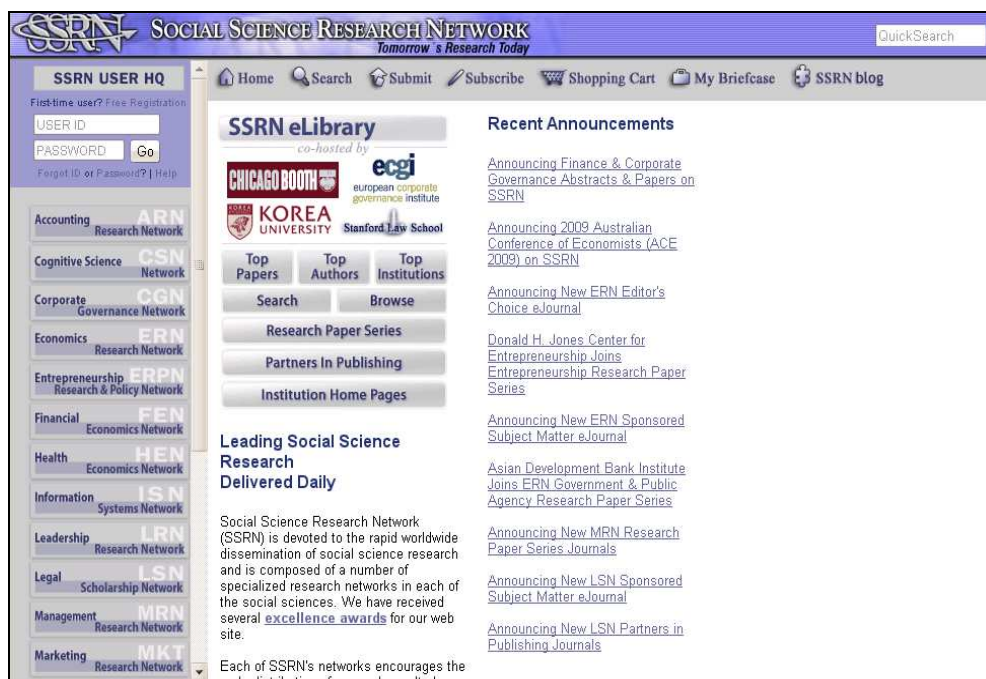 SSRN SOCIAL SCIENCE RESEARCH NETWORK
Tomorrow`s Research Today
QuickSearch
Home Search Submit Subscribe Shopping Cart My Briefcase SSRN blog
SSRN USER HQ
First-time user? Free Registration
USER ID
PASSWORD Go
Forgot ID or Password? | Help
Accounting ARN
Research Network
Cognitive Science CSN
Network
Corporate CGN
Governance Network
Economics ERN
Research Network
Entrepreneurship ERPN
Research & Policy Network
Financial FEN
Economics Network
Health HEN
Economics Network
Information ISN
Systems Network
Leadership LRN
Research Network
Legal LSN
Scholarship Network
Management MRN
Research Network
Marketing MKT
Research Network
SSRN eLibrary
co-hosted by
CHICAGO BOOTH
ecgi
european corporate
governance institute
KOREA
UNIVERSITY
Stanford Law School
Top
Papers
Top
Authors
Top
Institutions
Search Browse
Research Paper Series
Partners In Publishing
Institution Home Pages
Leading Social Science
Research
Delivered Daily
Social Science Research Network
(SSRN) is devoted to the rapid worldwide
dissemination of social science research
and is composed of a number of
specialized research networks in each of
the social sciences. We have received
several excellence awards for our web
site.
Each of SSRN's networks encourages the
Recent Announcements
Announcing Finance & Corporate
Governance Abstracts & Papers on
SSRN
Announcing 2009 Australian
Conference of Economists (ACE
2009) on SSRN
Announcing New ERN Editor's
Choice eJournal
Donald H. Jones Center for
Entrepreneurship Joins
Entrepreneurship Research Paper
Series
Announcing New ERN Sponsored
Subject Matter eJournal
Asian Development Bank Institute
Joins ERN Government & Public
Agency Research Paper Series
Announcing New MRN Research
Paper Series Journals
Announcing New LSN Sponsored
Subject Matter eJournal
Announcing New LSN Partners in
Publishing Journals